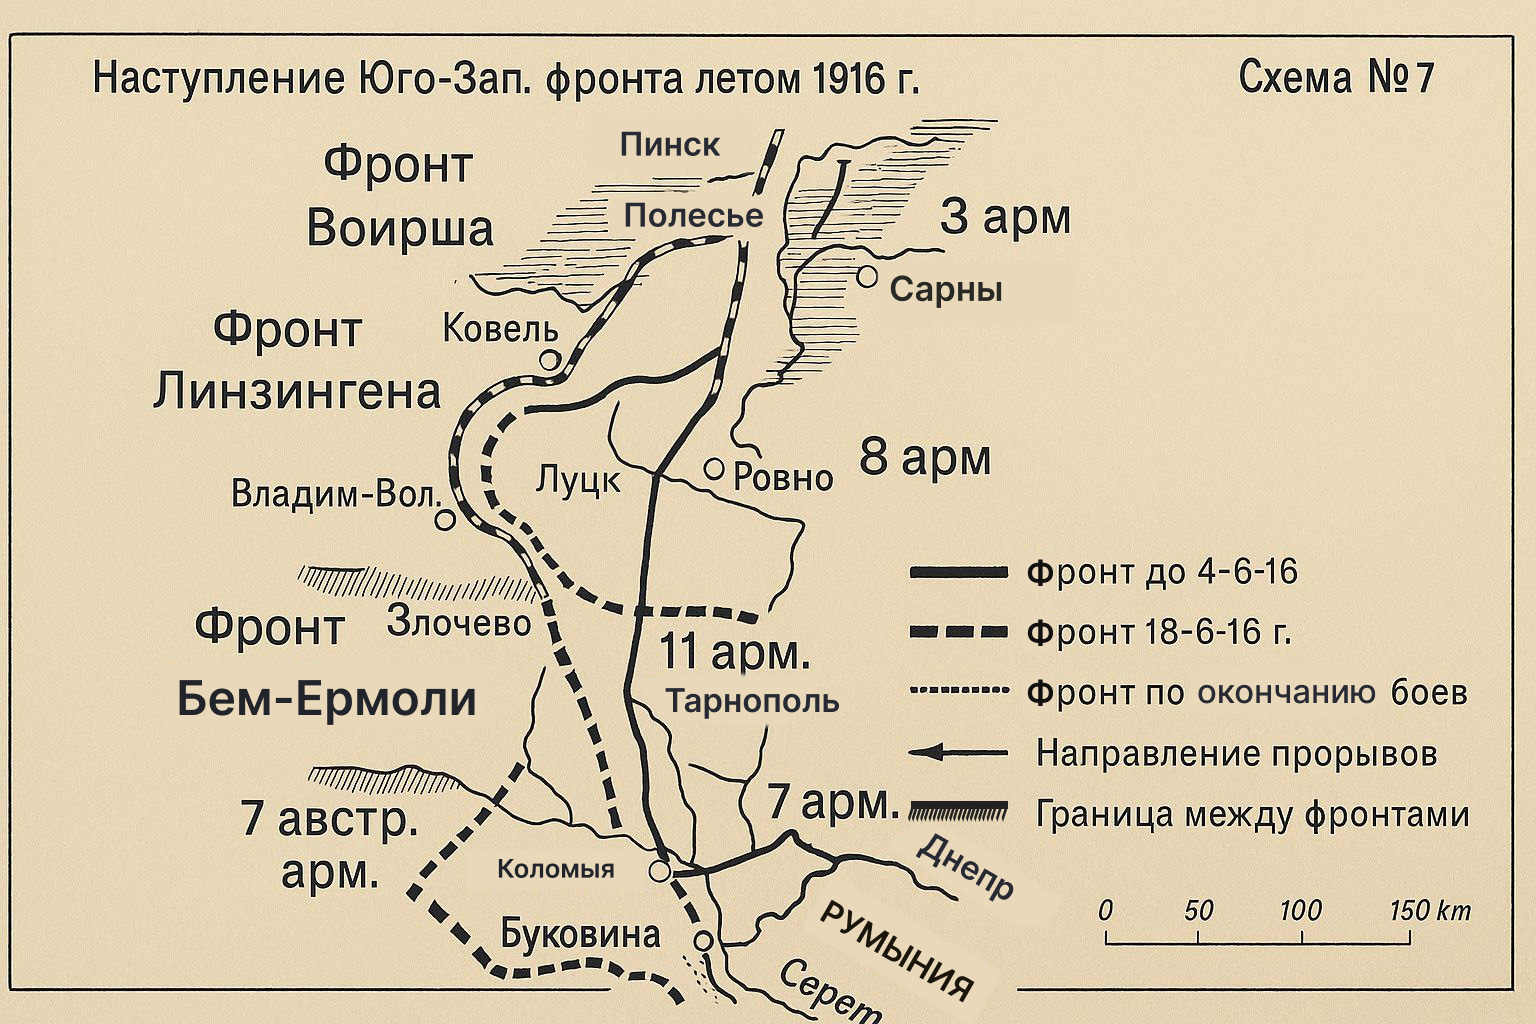 Наступление Юго-Зап. фронта летом 1916 г.
Схема № 7
Пинск
Фронт
Воирша
Полесье
3 арм
Сарны
Фронт
Линзингена
Ковель
8 арм
Луцк
Ровно
Владим-Вол.
Фронт до 4-6-16
Злочево
Фронт
Фронт 18-6-16 г.
11 арм.
Бем-Ермоли
Тарнополь
Фронт по окончанию боев
Направление прорывов
7 арм.
7 австр.
арм.
Граница между фронтами
Коломыя
Днепр
0 50 100 150 km
Буковина
РУМЫНИЯ
Серет